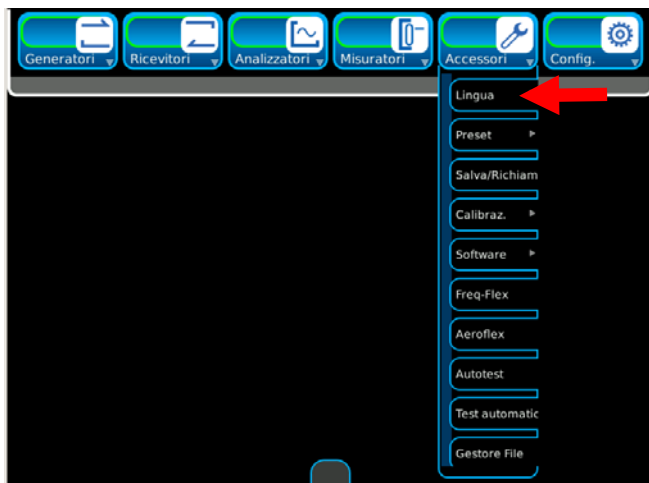 Generatori Ricevitori Analizzatori Misuratori Accessori Config.
Lingua
Preset
Salva/Richiam
Calibraz.
Software
Freq-Flex
Aeroflex
Autotest
Test automatic
Gestore File